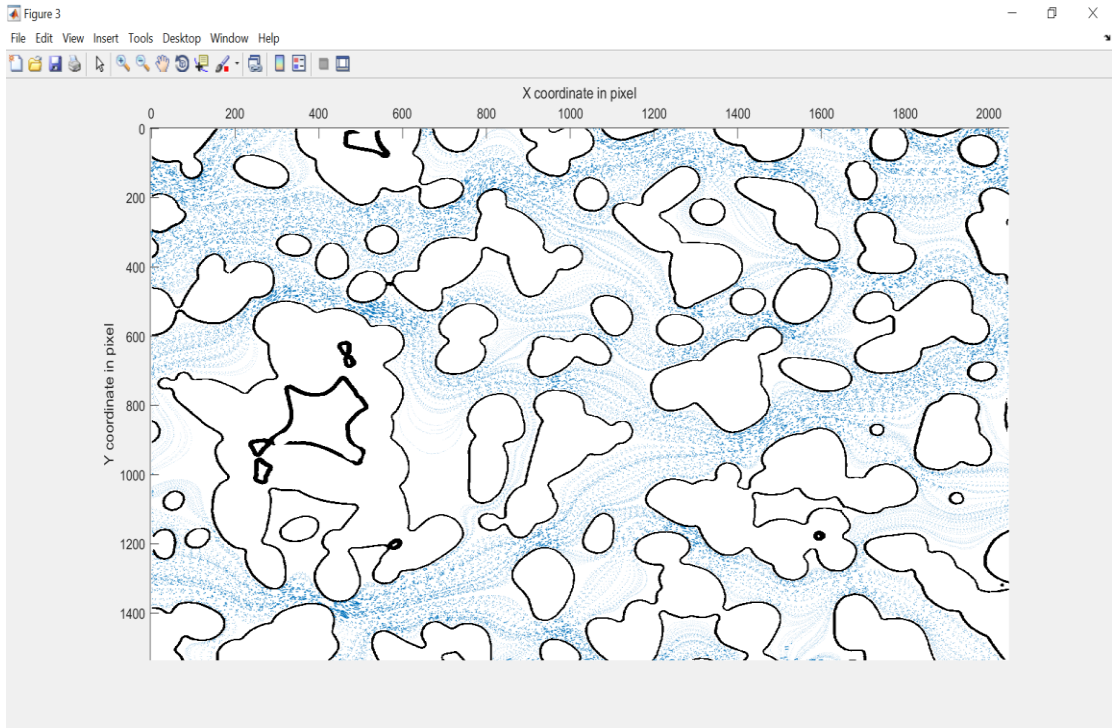 Figure 3
File Edit View Insert Tools Desktop Window Help
X coordinate in pixel
0 200 400 600 800 1000 1200 1400 1600 1800 2000
Y coordinate in pixel
0
200
400
600
800
1000
1200
1400